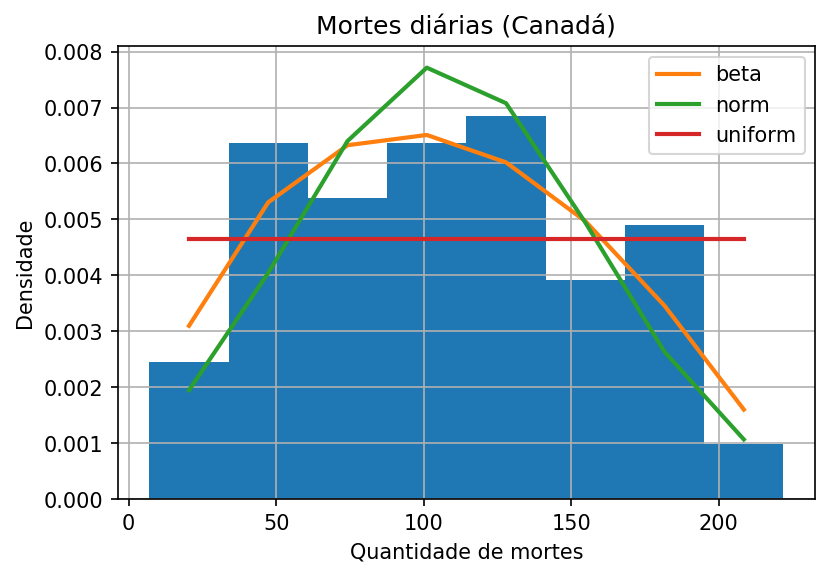 Mortes diárias (Canadá)
beta
norm
uniform
Densidade
0.008
0.007
0.006
0.005
0.004
0.003
0.002
0.001
0.000
0 50 100 150 200
Quantidade de mortes